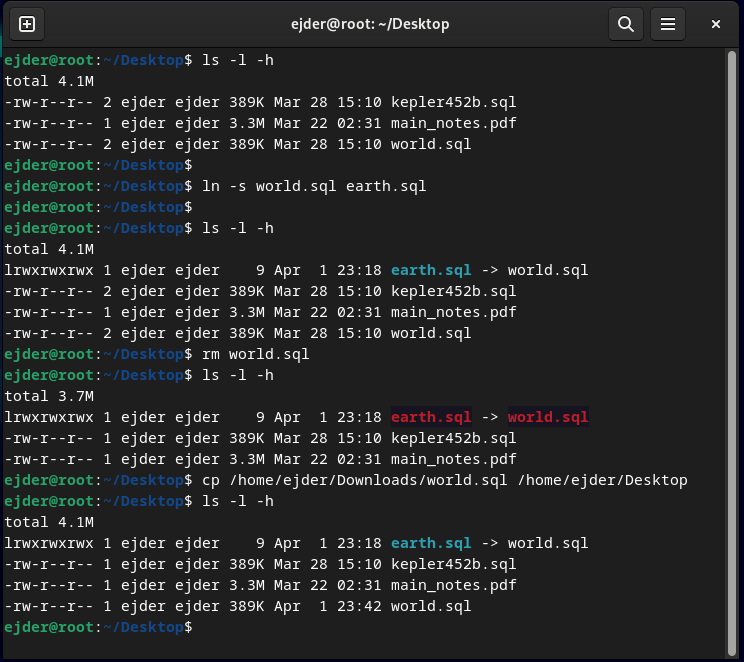 ejder@root: ~/Desktop
ejder@root:~/Desktop$ ls -l -h
total 4.1M
-rw-r--r-- 2 ejder ejder 389K Mar 28 15:10 kepler452b.sql
-rw-r--r-- 1 ejder ejder 3.3M Mar 22 02:31 main_notes.pdf
-rw-r--r-- 2 ejder ejder 389K Mar 28 15:10 world.sql
ejder@root:~/Desktop$
ejder@root:~/Desktop$ ln -s world.sql earth.sql
ejder@root:~/Desktop$
ejder@root:~/Desktop$ ls -l -h
total 4.1M
lrwxrwxrwx 1 ejder ejder    9 Apr  1 23:18 earth.sql -> world.sql
-rw-r--r-- 2 ejder ejder 389K Mar 28 15:10 kepler452b.sql
-rw-r--r-- 1 ejder ejder 3.3M Mar 22 02:31 main_notes.pdf
-rw-r--r-- 2 ejder ejder 389K Mar 28 15:10 world.sql
ejder@root:~/Desktop$ rm world.sql
ejder@root:~/Desktop$ ls -l -h
total 3.7M
lrwxrwxrwx 1 ejder ejder    9 Apr  1 23:18 earth.sql -> world.sql
-rw-r--r-- 1 ejder ejder 389K Mar 28 15:10 kepler452b.sql
-rw-r--r-- 1 ejder ejder 3.3M Mar 22 02:31 main_notes.pdf
ejder@root:~/Desktop$ cp /home/ejder/Downloads/world.sql /home/ejder/Desktop
ejder@root:~/Desktop$ ls -l -h
total 4.1M
lrwxrwxrwx 1 ejder ejder    9 Apr  1 23:18 earth.sql -> world.sql
-rw-r--r-- 1 ejder ejder 389K Mar 28 15:10 kepler452b.sql
-rw-r--r-- 1 ejder ejder 3.3M Mar 22 02:31 main_notes.pdf
-rw-r--r-- 1 ejder ejder 389K Apr  1 23:42 world.sql
ejder@root:~/Desktop$